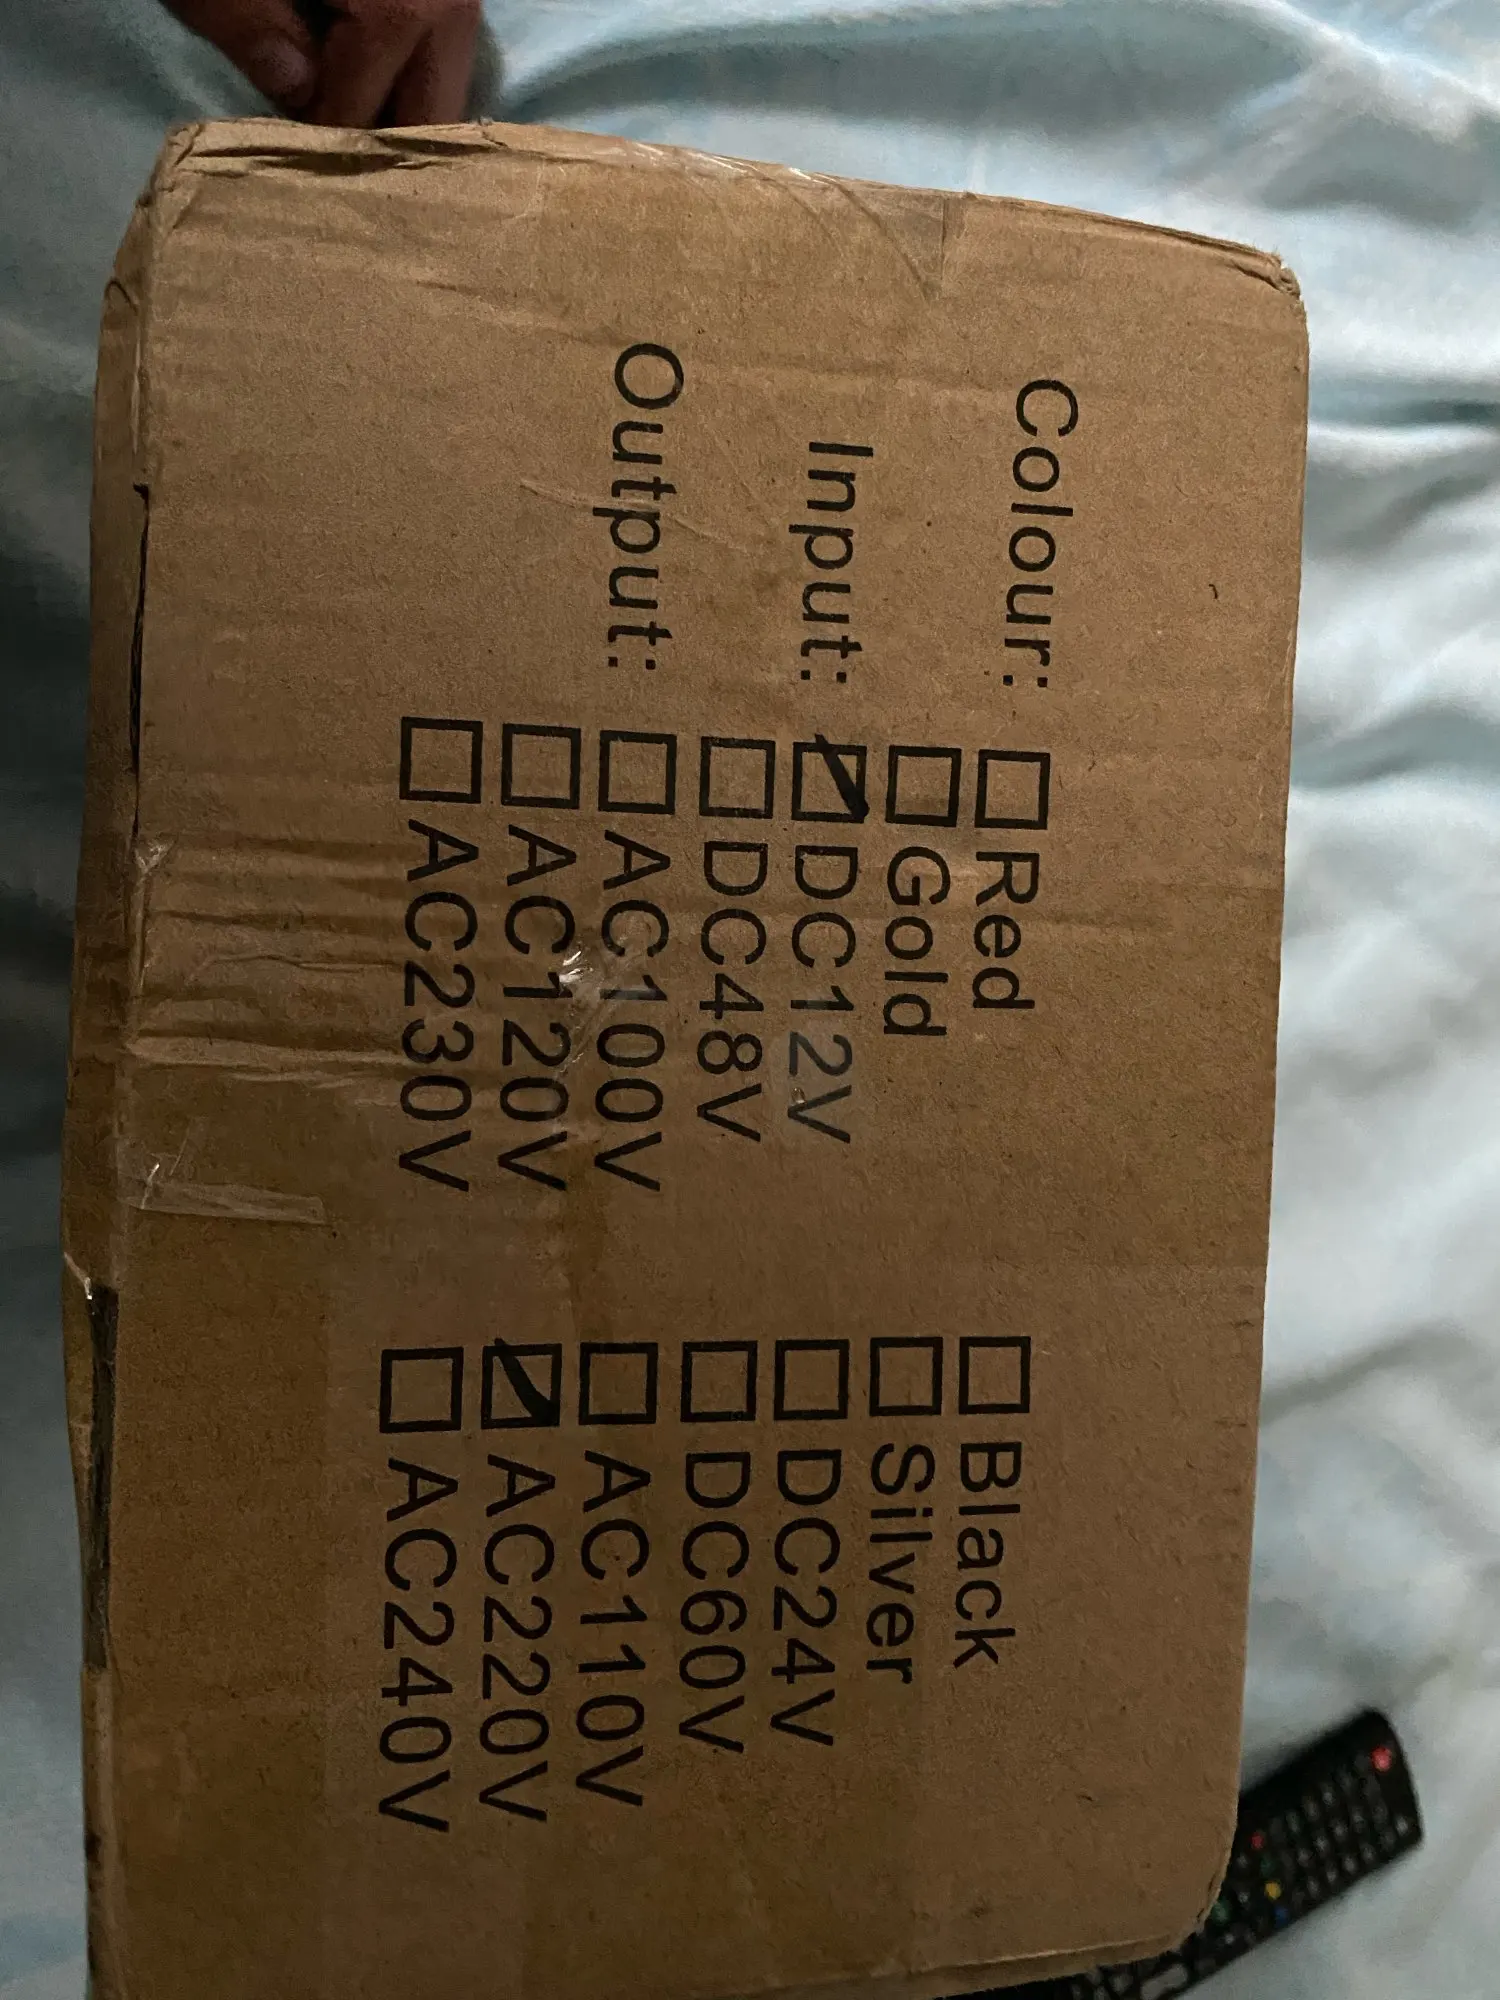 Colour: ☐ Red ☐ Black
☐ Gold ☐ Silver
Input: ☑ DC12V ☐ DC24V
☐ DC48V ☐ DC60V
Output: ☐ AC100V ☐ AC110V
☐ AC120V ☑ AC220V
☐ AC230V ☐ AC240V